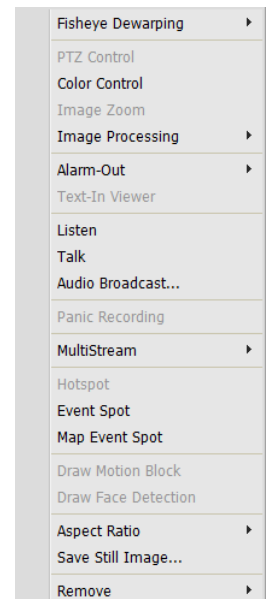 Fisheye Dewarping
PTZ Control
Color Control
Image Zoom
Image Processing
Alarm-Out
Text-In Viewer
Listen
Talk
Audio Broadcast...
Panic Recording
MultiStream
Hotspot
Event Spot
Map Event Spot
Draw Motion Block
Draw Face Detection
Aspect Ratio
Save Still Image...
Remove